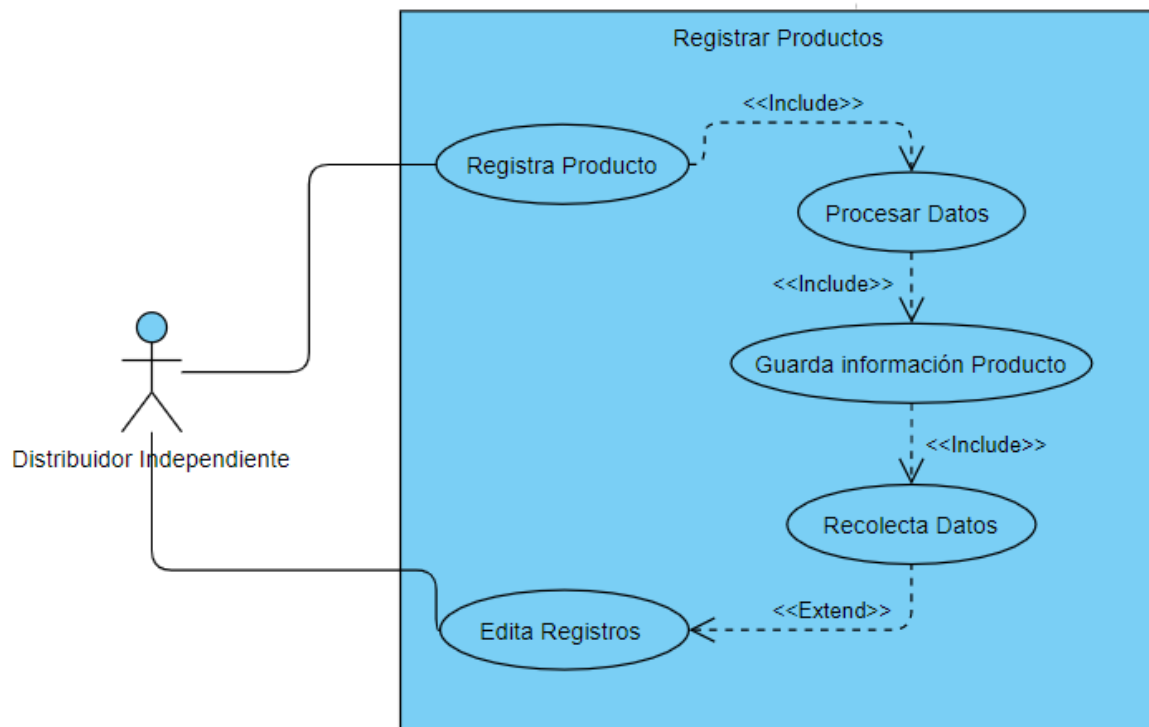 Registrar Productos
<<Include>>
Registra Producto
Procesar Datos
<<Include>>
Guarda información Producto
<<Include>>
Distribuidor Independiente
Recolecta Datos
<<Extend>>
Edita Registros